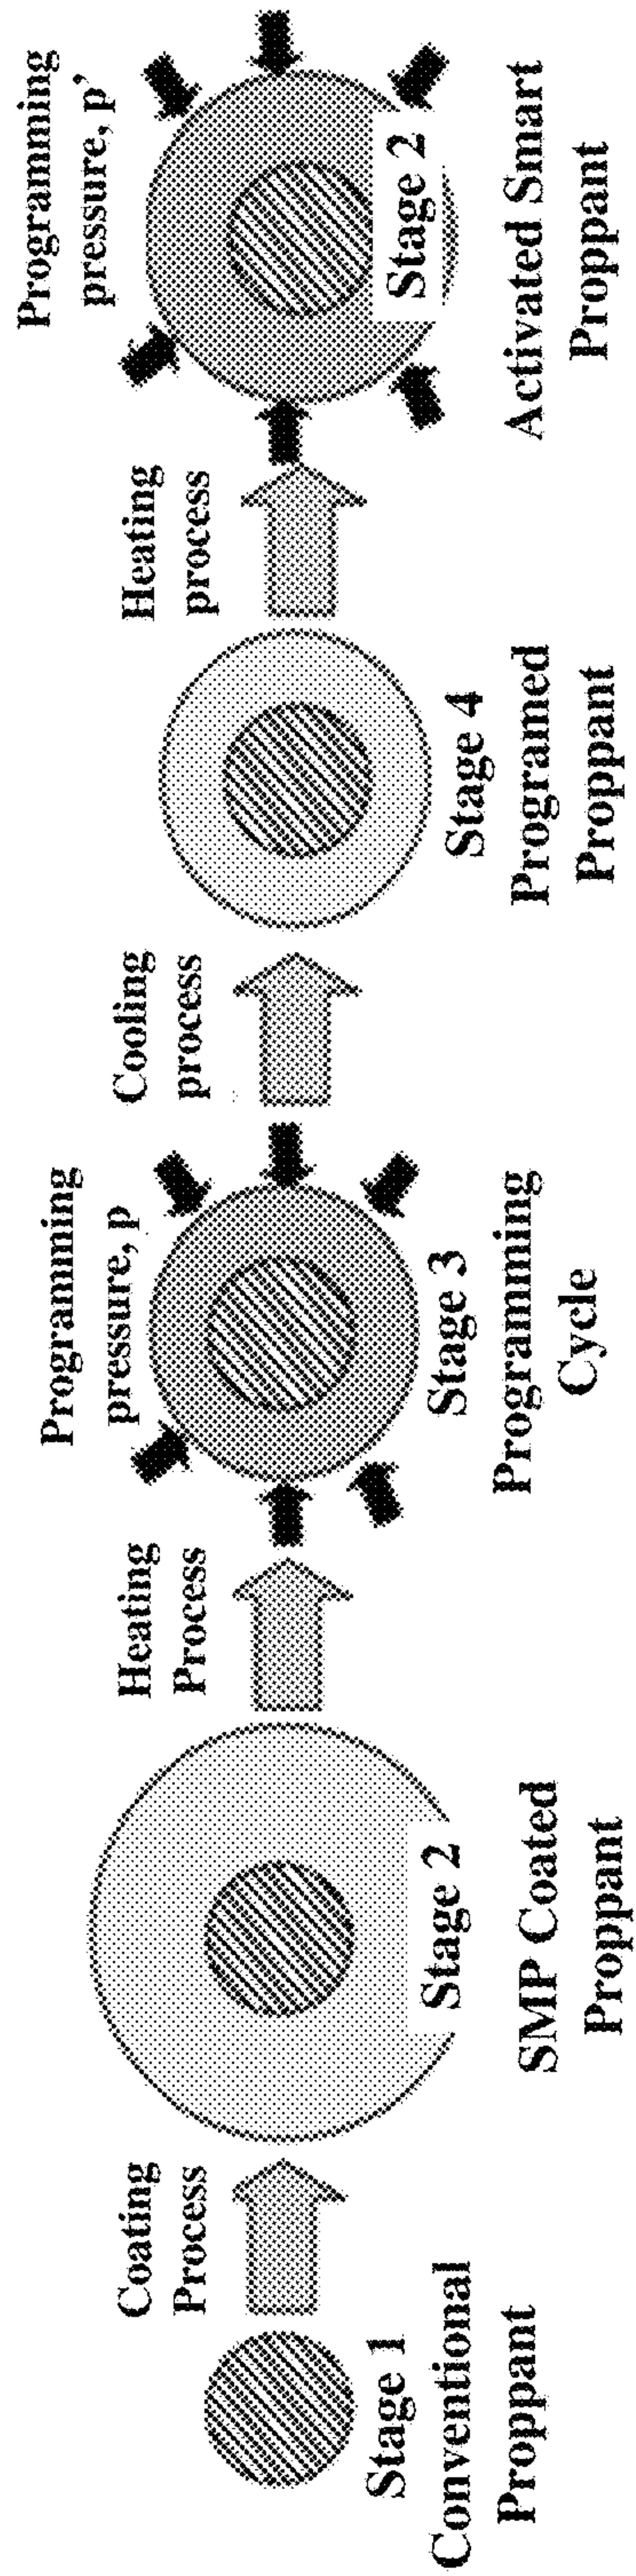 Coating
Process
Stage 1
Conventional
Proppant
Stage 2
SMP Coated
Proppant
Heating
Process
Programming
pressure, p
Stage 3
Programming
Cycle
Cooling
process
Stage 4
Programed
Proppant
Heating
process
Programming
pressure, p'
Stage 2
Activated Smart
Proppant